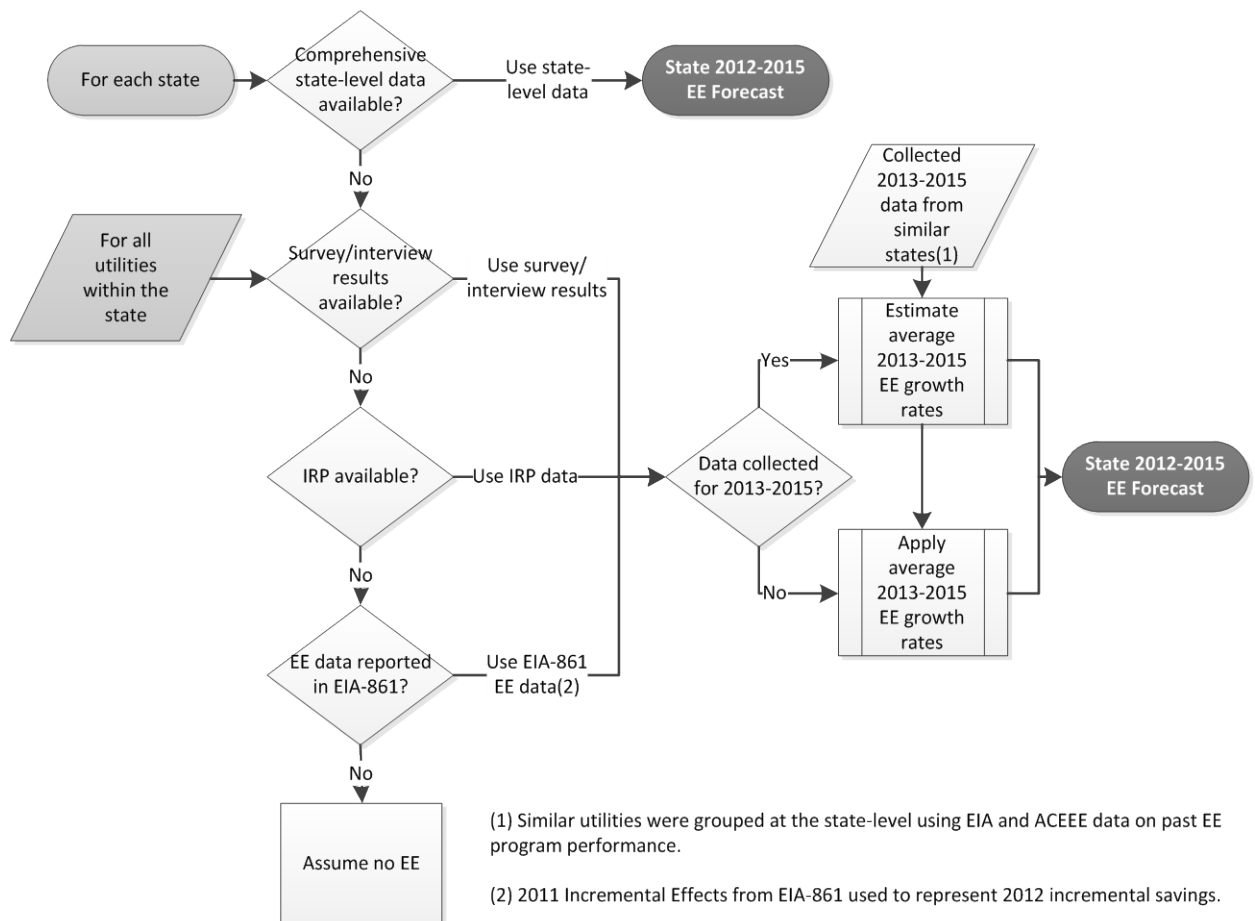 For each state
Comprehensive
state-level data
available?
Use state-
level data
State 2012-2015
EE Forecast
No
For all
utilities
within the
state
Survey/interview
results
available?
Use survey/
interview results
No
IRP available?
Use IRP data
No
EE data reported
in EIA-861?
Use EIA-861
EE data(2)
No
Assume no EE
Data collected
for 2013-2015?
Yes
No
Collected
2013-2015
data from
similar
states(1)
Estimate
average
2013-2015
EE growth
rates
Apply
average
2013-2015
EE growth
rates
State 2012-2015
EE Forecast
(1) Similar utilities were grouped at the state-level using EIA and ACEEE data on past EE
program performance.
(2) 2011 Incremental Effects from EIA-861 used to represent 2012 incremental savings.